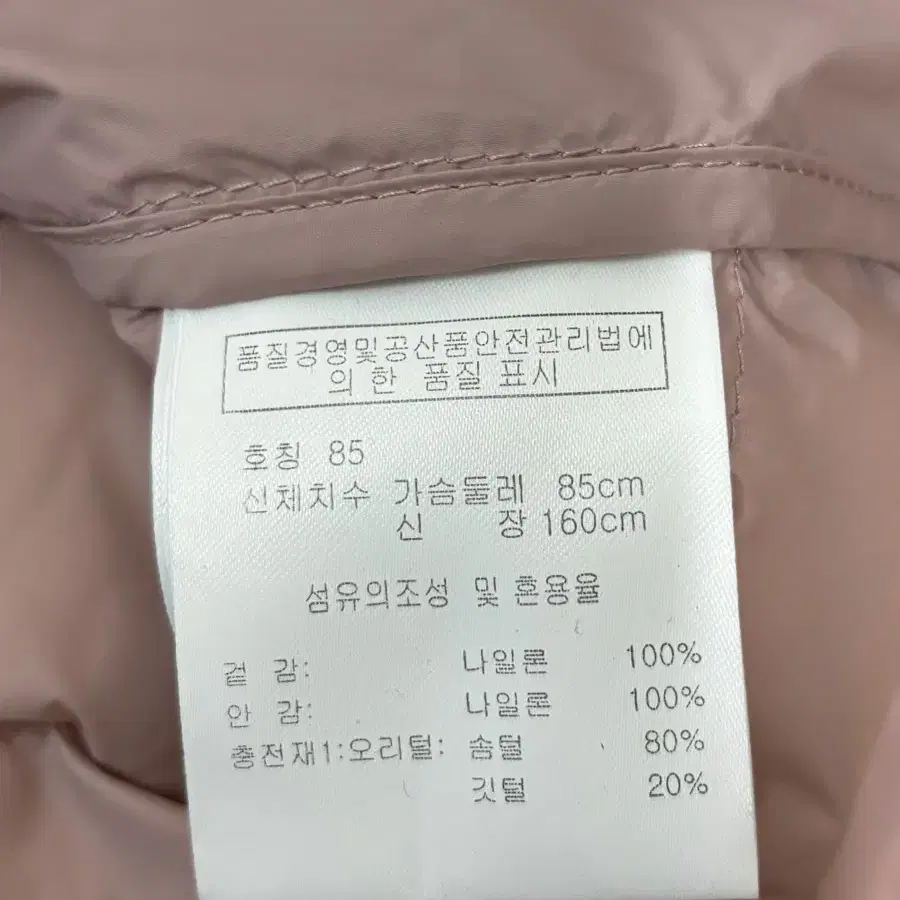 품질경영및공산품안전관리법에
의 한 품질 표시
호칭 85
신체치수 가슴둘레 85cm
신 장 160cm
섬유의조성 및 혼용율
겉 감: 나일론 100%
안 감: 나일론 100%
충전재1:오리털: 솜털 80%
깃털 20%